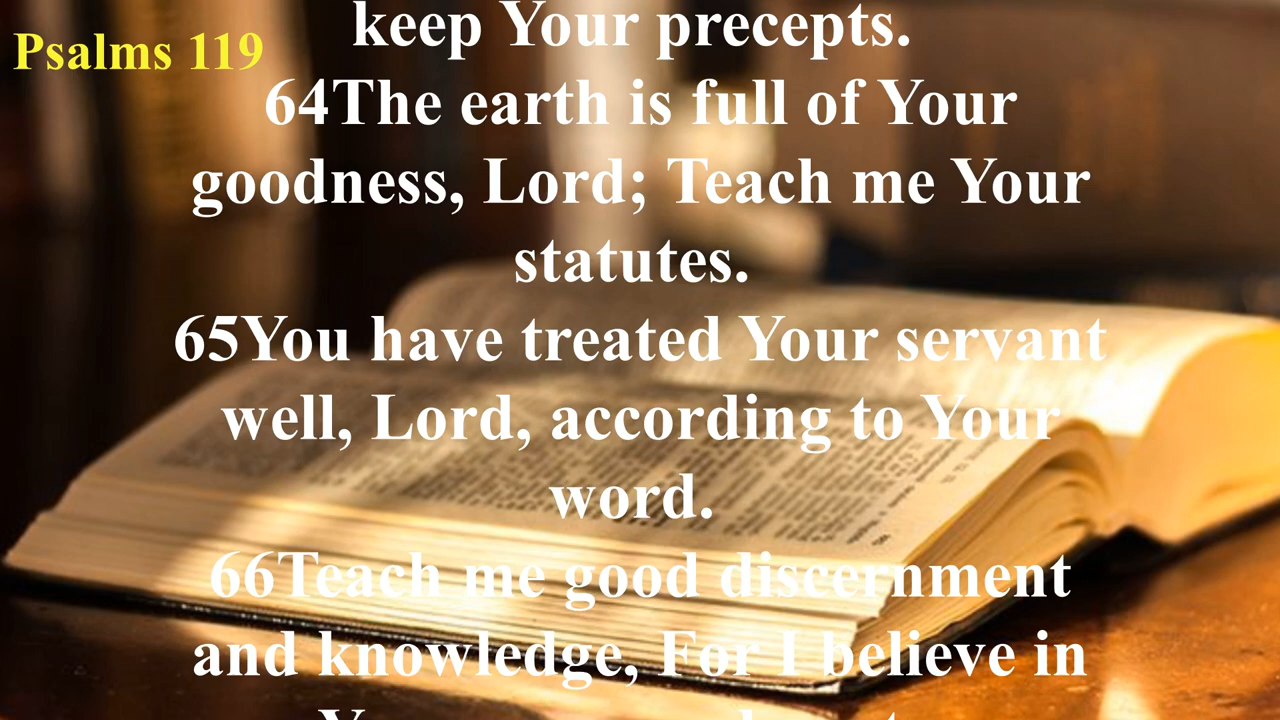 Psalms 119
keep Your precepts.
64The earth is full of Your
goodness, Lord; Teach me Your
statutes.
65You have treated Your servant
well, Lord, according to Your
word.
66Teach me good discernment
and knowledge, For I believe in